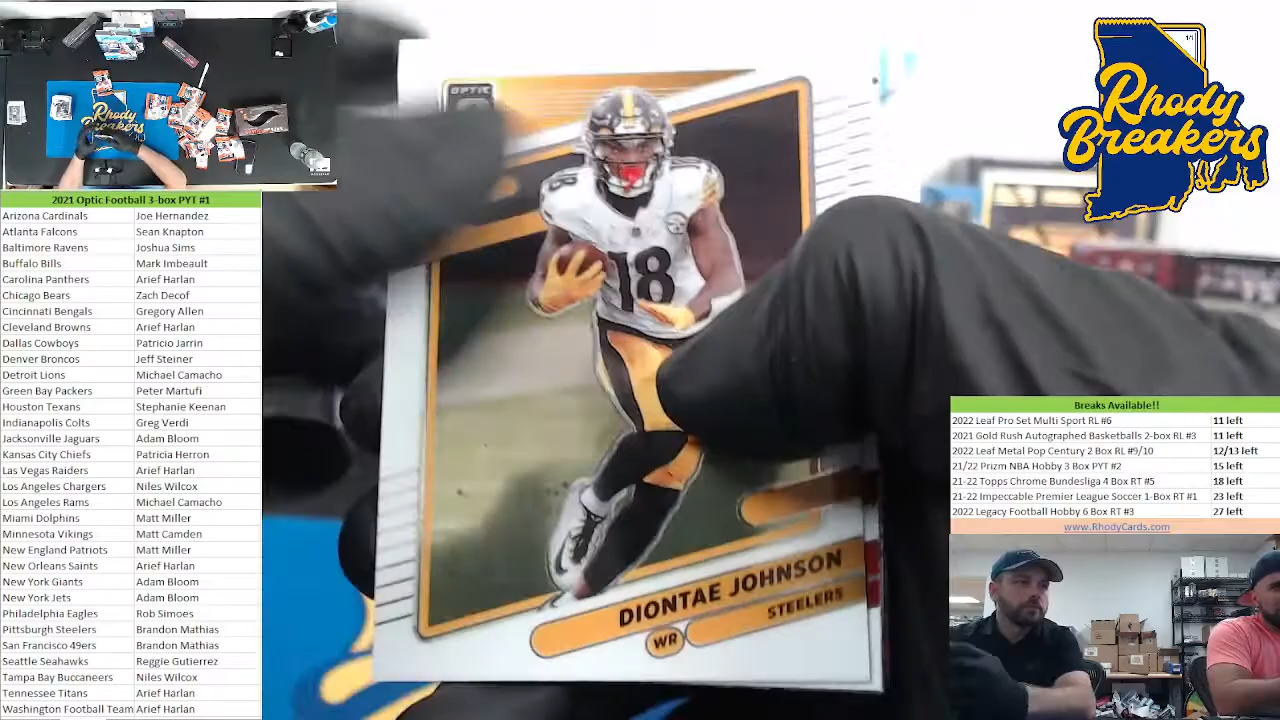 Rhody
Breakers
1/1
Rhody
Breakers
2021 Optic Football 3-box PYT #1
Arizona Cardinals Joe Hernandez
Atlanta Falcons Sean Knapton
Baltimore Ravens Joshua Sims
Buffalo Bills Mark Imbeault
Carolina Panthers Arief Harlan
Chicago Bears Zach Decof
Cincinnati Bengals Gregory Allen
Cleveland Browns Arief Harlan
Dallas Cowboys Patricio Jarrin
Denver Broncos Jeff Steiner
Detroit Lions Michael Camacho
Green Bay Packers Peter Martufi
Houston Texans Stephanie Keenan
Indianapolis Colts Greg Verdi
Jacksonville Jaguars Adam Bloom
Kansas City Chiefs Patricia Herron
Las Vegas Raiders Arief Harlan
Los Angeles Chargers Niles Wilcox
Los Angeles Rams Michael Camacho
Miami Dolphins Matt Miller
Minnesota Vikings Matt Camden
New England Patriots Matt Miller
New Orleans Saints Arief Harlan
New York Giants Adam Bloom
New York Jets Adam Bloom
Philadelphia Eagles Rob Simoes
Pittsburgh Steelers Brandon Mathias
San Francisco 49ers Brandon Mathias
Seattle Seahawks Reggie Gutierrez
Tampa Bay Buccaneers Niles Wilcox
Tennessee Titans Arief Harlan
Washington Football Team Arief Harlan
OPTIC
18
18
DIONTAE JOHNSON
WR STEELERS
Breaks Available!!
2022 Leaf Pro Set Multi Sport RL #6 11 left
2021 Gold Rush Autographed Basketballs 2-box RL #3 11 left
2022 Leaf Metal Pop Century 2 Box RL #9/10 12/13 left
21/22 Prizm NBA Hobby 3 Box PYT #2 15 left
21-22 Topps Chrome Bundesliga 4 Box RT #5 18 left
21-22 Impeccable Premier League Soccer 1-Box RT #1 23 left
2022 Legacy Football Hobby 6 Box RT #3 27 left
www.RhodyCards.com